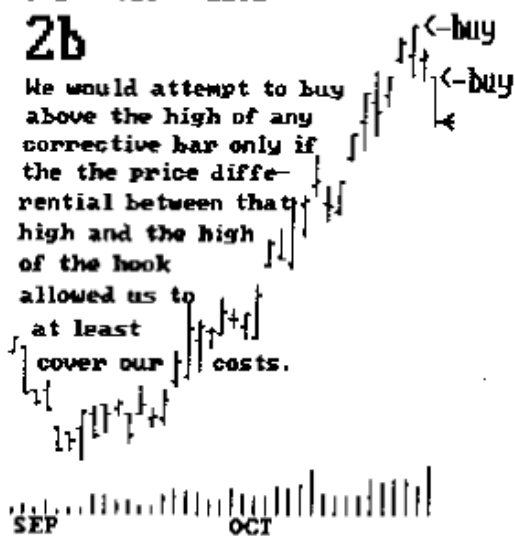 2b
<-buy
We would attempt to buy
<-buy
above the high of any
corrective bar only if
the the price diffe-
rential between that
high and the high
of the hook
allowed us to
at least
cover our costs.
SEP OCT